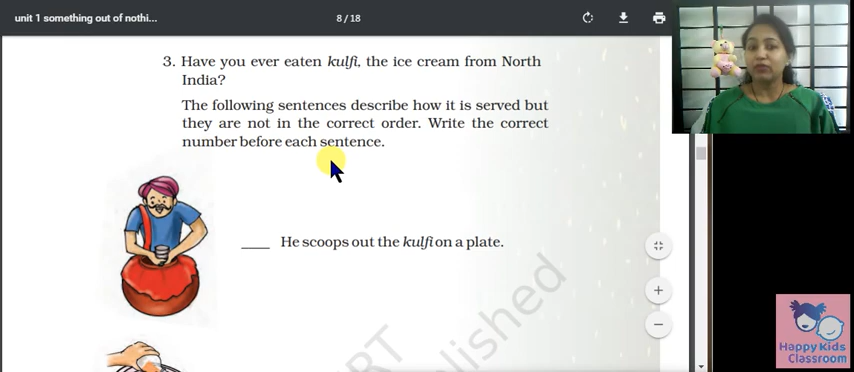 unit 1 something out of nothi...
8 / 18
3. Have you ever eaten kulfi, the ice cream from North
India?
The following sentences describe how it is served but
they are not in the correct order. Write the correct
number before each sentence.
____ He scoops out the kulfi on a plate.
RT
blished
Happy Kids
Classroom